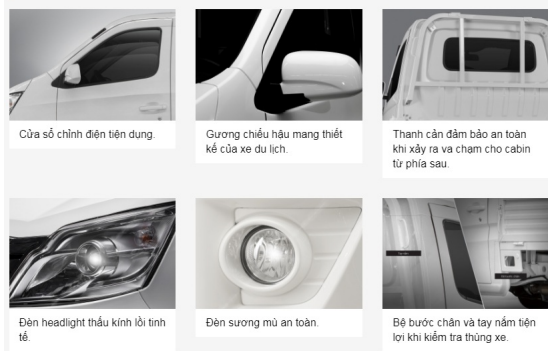 Cửa sổ chỉnh điện tiện dụng.
Gương chiếu hậu mang thiết
kế của xe du lịch.
Thanh cản đảm bảo an toàn
khi xảy ra va chạm cho cabin
từ phía sau.
Đèn headlight thấu kính lồi tinh
tế.
Đèn sương mù an toàn.
Bệ bước chân và tay nắm tiện
lợi khi kiểm tra thùng xe.